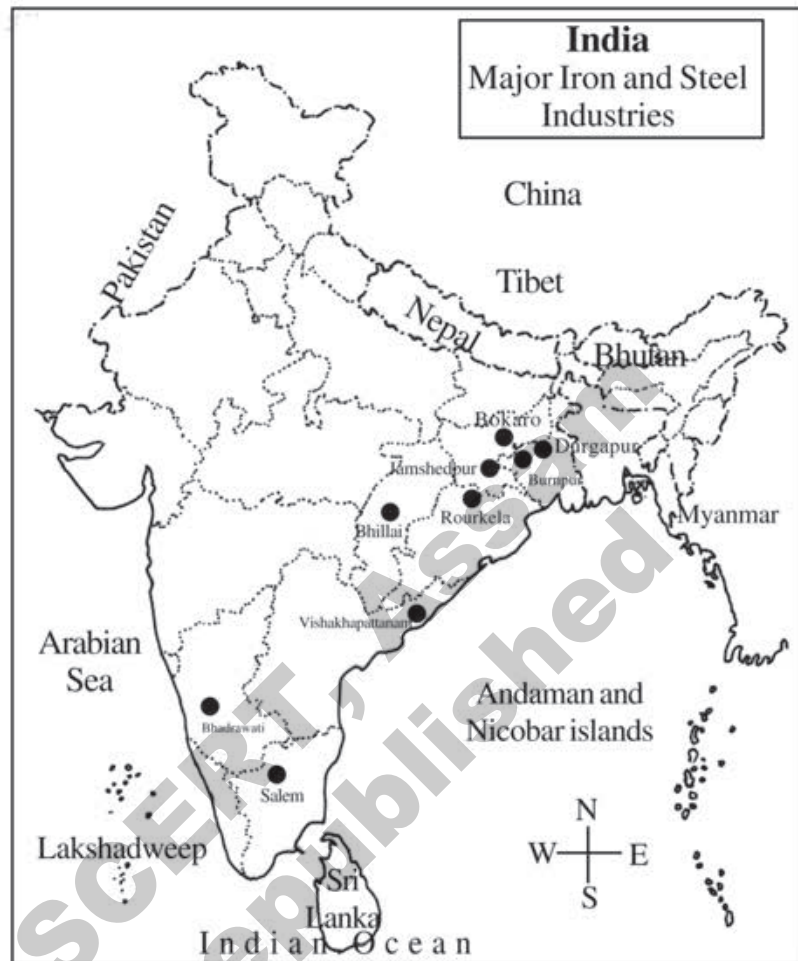 India
Major Iron and Steel
Industries
China
Pakistan
Tibet
Nepal
Bhutan
Bokaro
Durgapur
Jamshedpur
Burnpur
Rourkela
Bhillai
Myanmar
Vishakhapattanam
Arabian
Sea
Andaman and
Nicobar islands
Bhadrawati
Salem
N
W E
S
Lakshadweep
Sri
Lanka
Indian Ocean
SCERT, Assam
republished